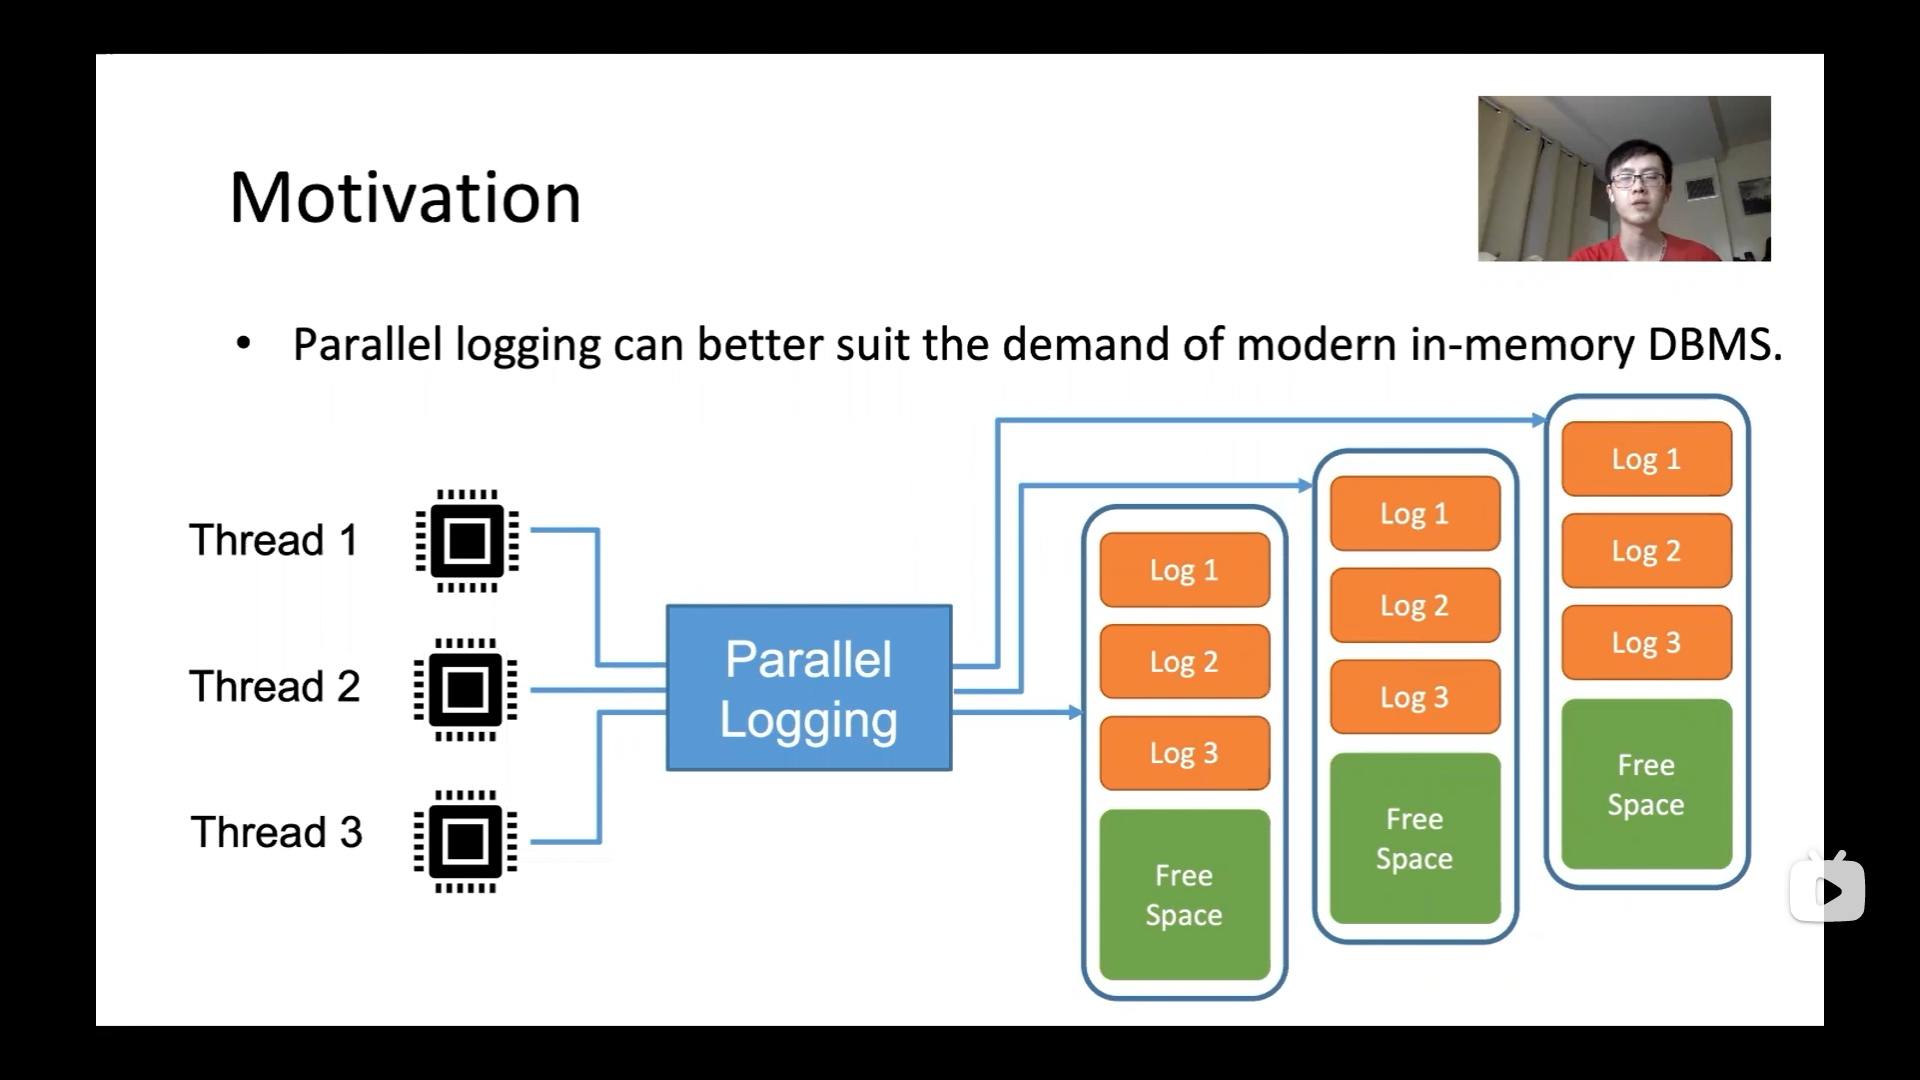 Motivation
• Parallel logging can better suit the demand of modern in-memory DBMS.
Thread 1
Thread 2
Thread 3
Parallel
Logging
Log 1
Log 2
Log 3
Free
Space
Log 1
Log 2
Log 3
Free
Space
Log 1
Log 2
Log 3
Free
Space